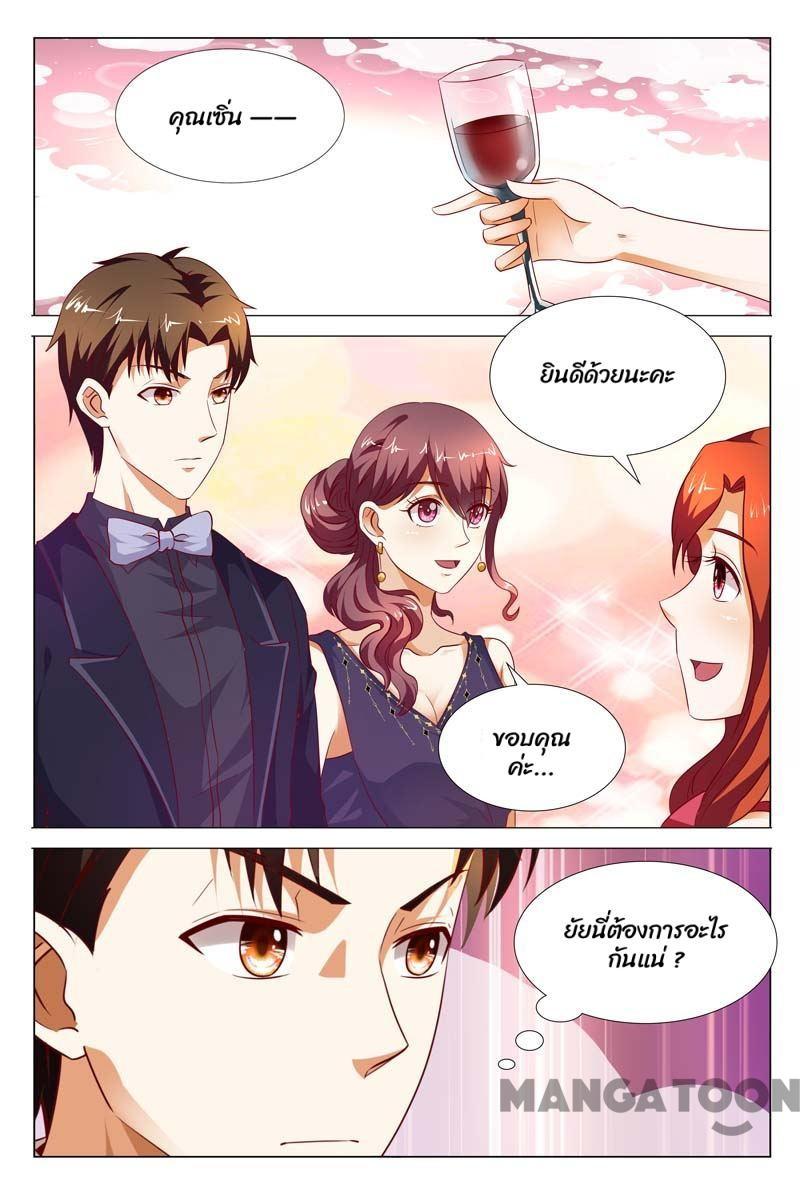 คุณเซิ่น ——
ยินดีด้วยนะคะ
ขอบคุณ
ค่ะ...
ยัยนี่ต้องการอะไร
กันแน่ ?
MANGATOON